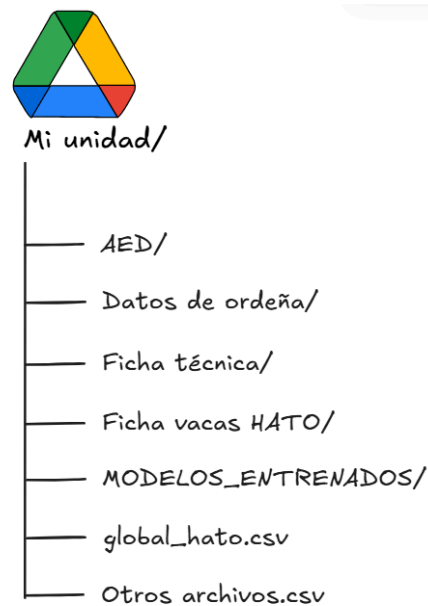 Mi unidad/
AED/
Datos de ordeña/
Ficha técnica/
Ficha vacas HATO/
MODELOS_ENTRENADOS/
global_hato.csv
Otros archivos.csv